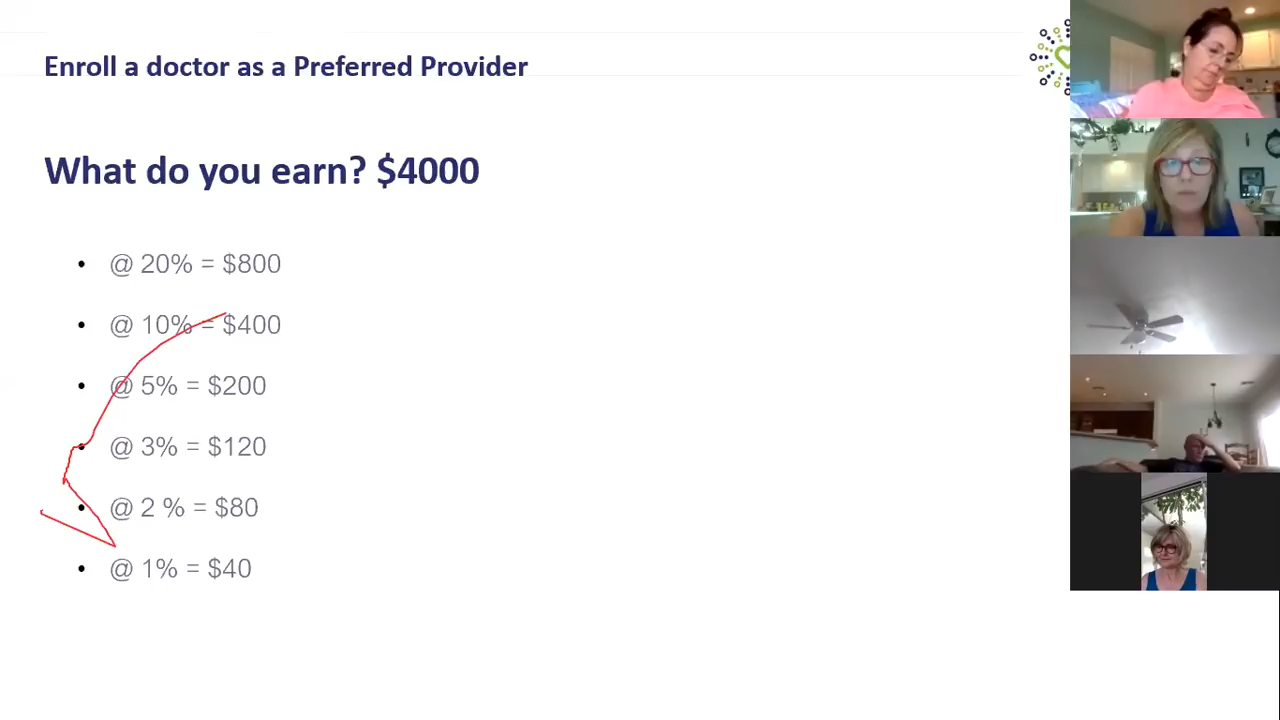 Enroll a doctor as a Preferred Provider
What do you earn? $4000
• @ 20% = $800
• @ 10% = $400
• @ 5% = $200
• @ 3% = $120
• @ 2 % = $80
• @ 1% = $40